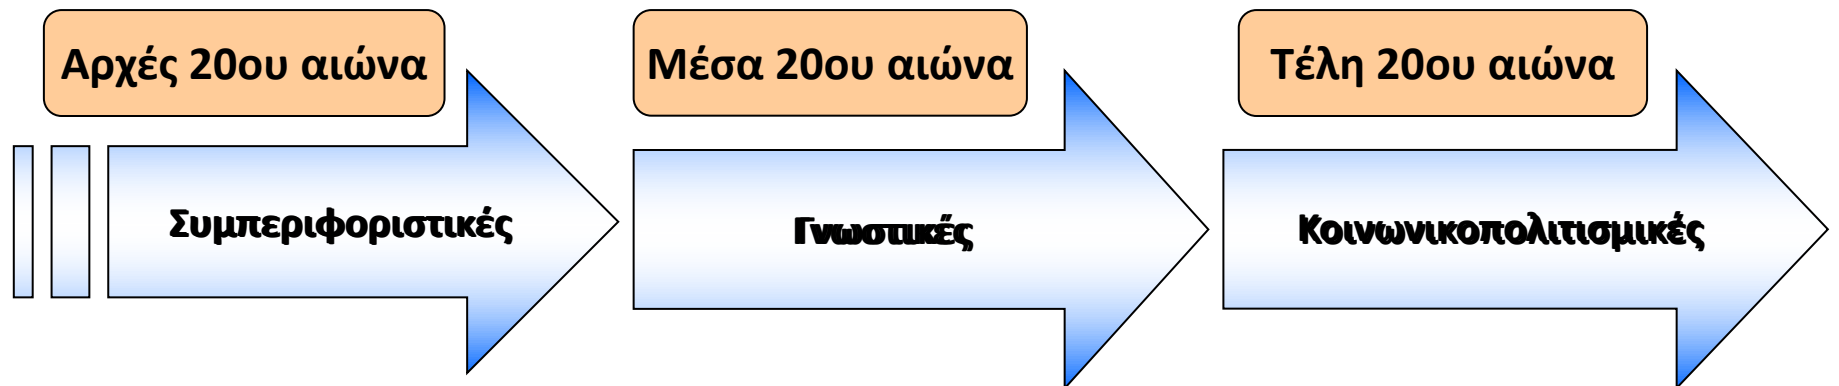 Αρχές 20ου αιώνα
Μέσα 20ου αιώνα
Τέλη 20ου αιώνα
Συμπεριφοριστικές
Γνωστικές
Κοινωνικοπολιτισμικές